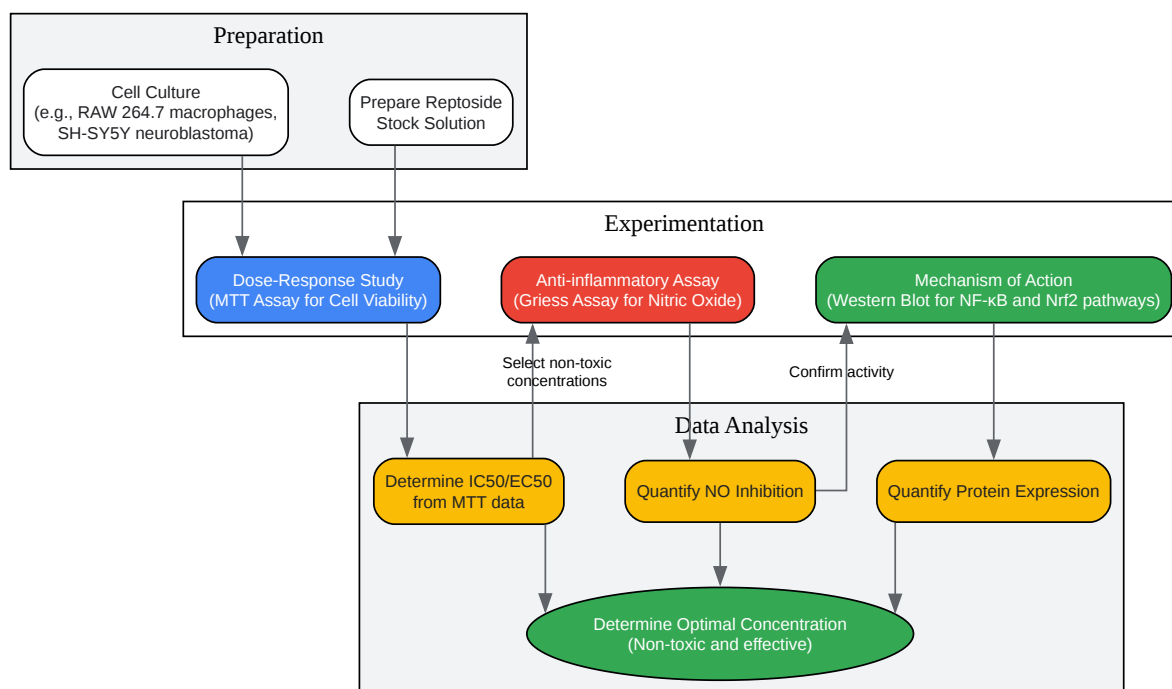 Preparation
Cell Culture
(e.g., RAW 264.7 macrophages,
SH-SY5Y neuroblastoma)
Prepare Reptoside
Stock Solution
Experimentation
Dose-Response Study
(MTT Assay for Cell Viability)
Anti-inflammatory Assay
(Griess Assay for Nitric Oxide)
Mechanism of Action
(Western Blot for NF-κB and Nrf2 pathways)
Select non-toxic
concentrations
Confirm activity
Data Analysis
Determine IC50/EC50
from MTT data
Quantify NO Inhibition
Quantify Protein Expression
Determine Optimal Concentration
(Non-toxic and effective)